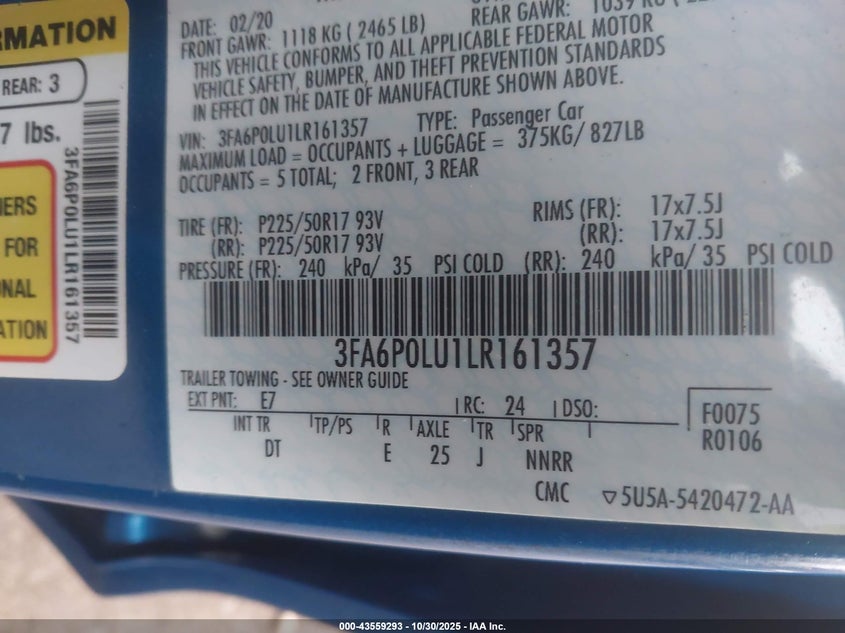 DATE: 02/20
FRONT GAWR: 1118 KG ( 2465 LB)
REAR GAWR: 1039 KG
THIS VEHICLE CONFORMS TO ALL APPLICABLE FEDERAL MOTOR
VEHICLE SAFETY, BUMPER, AND THEFT PREVENTION STANDARDS
IN EFFECT ON THE DATE OF MANUFACTURE SHOWN ABOVE.
VIN: 3FA6P0LU1LR161357 TYPE: Passenger Car
MAXIMUM LOAD = OCCUPANTS + LUGGAGE = 375KG/ 827LB
OCCUPANTS = 5 TOTAL; 2 FRONT, 3 REAR
TIRE (FR): P225/50R17 93V RIMS (FR): 17x7.5J
(RR): P225/50R17 93V (RR): 17x7.5J
PRESSURE (FR): 240 kPa/ 35 PSI COLD (RR): 240 kPa/ 35 PSI COLD
3FA6P0LU1LR161357
TRAILER TOWING - SEE OWNER GUIDE
EXT PNT: E7 RC: 24 DSO:
INT TR TP/PS R AXLE TR SPR
DT E 25 J NNRR
F0075
R0106
CMC ▽5U5A-5420472-AA
RMATION
REAR: 3
7 lbs.
3FA6P0LU1LR161357
FOR
000-43559293 - 10/30/2025 - IAA Inc.